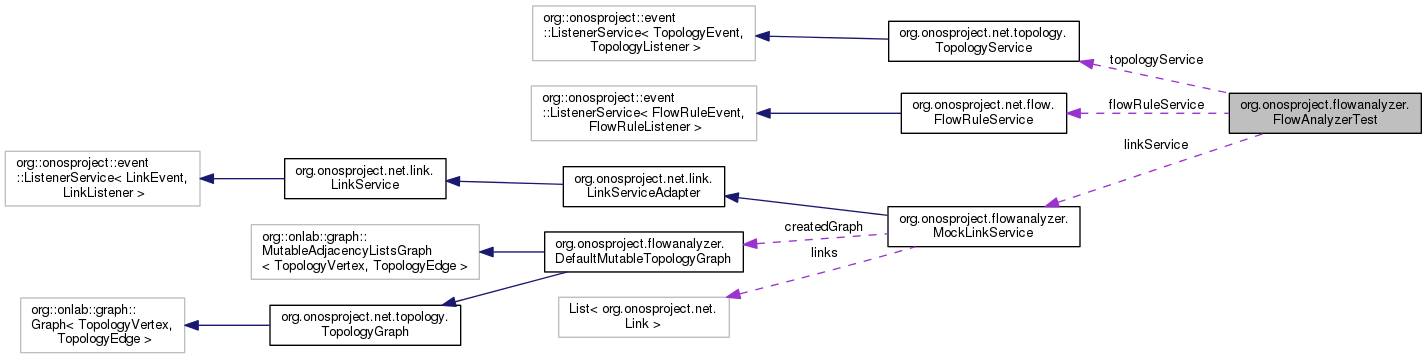 org::onosproject::event
::ListenerService< TopologyEvent,
TopologyListener >
org.onosproject.net.topology.
TopologyService
topologyService
org::onosproject::event
::ListenerService< FlowRuleEvent,
FlowRuleListener >
org.onosproject.net.flow.
FlowRuleService
flowRuleService
org.onosproject.flowanalyzer.
FlowAnalyzerTest
linkService
org::onosproject::event
::ListenerService< LinkEvent,
LinkListener >
org.onosproject.net.link.
LinkService
org.onosproject.net.link.
LinkServiceAdapter
org.onosproject.flowanalyzer.
MockLinkService
org::onlab::graph::
MutableAdjacencyListsGraph
< TopologyVertex, TopologyEdge >
org.onosproject.flowanalyzer.
DefaultMutableTopologyGraph
createdGraph
links
org::onlab::graph::
Graph< TopologyVertex,
TopologyEdge >
org.onosproject.net.topology.
TopologyGraph
List< org.onosproject.net.
Link >